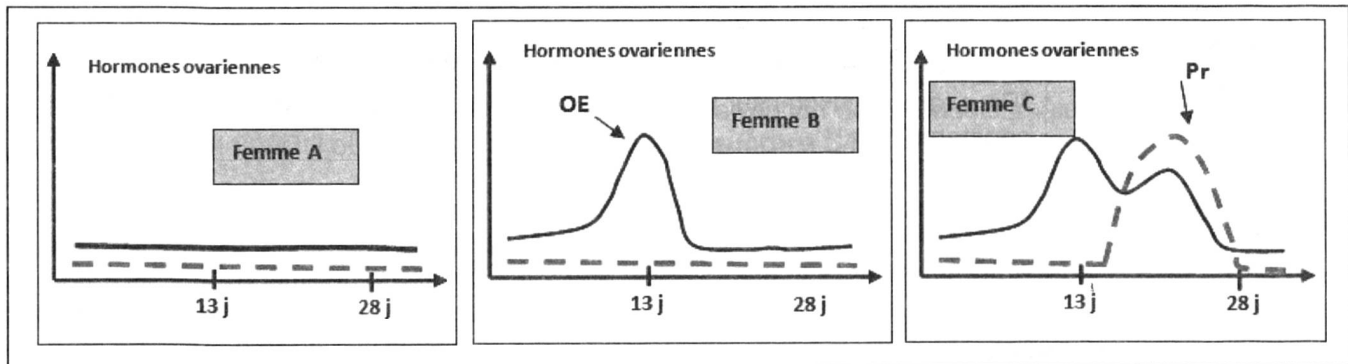 Hormones ovariennes
Femme A
13 j
28 j
Hormones ovariennes
OE
Femme B
13 j
28 j
Hormones ovariennes
Pr
Femme C
13 j
28 j